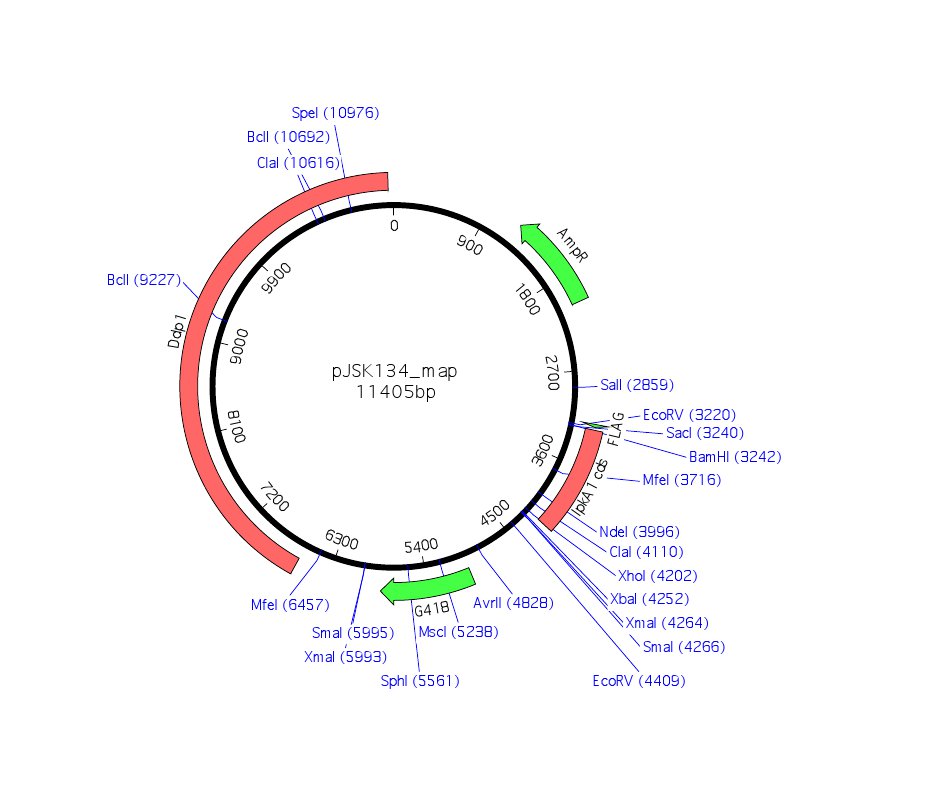 SpeI (10976)
BclI (10692)
ClaI (10616)
0
900
AmpR
9900
1800
BclI (9227)
Ddp1
9000
pJSK134_map
11405bp
2700
SalI (2859)
EcoRV (3220)
FLAG
SacI (3240)
BamHI (3242)
8100
3600
IpkA1 cds
MfeI (3716)
7200
4500
NdeI (3996)
6300
5400
ClaI (4110)
XhoI (4202)
G418
MfeI (6457)
AvrII (4828)
XbaI (4252)
XmaI (4264)
SmaI (5995)
MscI (5238)
SmaI (4266)
XmaI (5993)
SphI (5561)
EcoRV (4409)